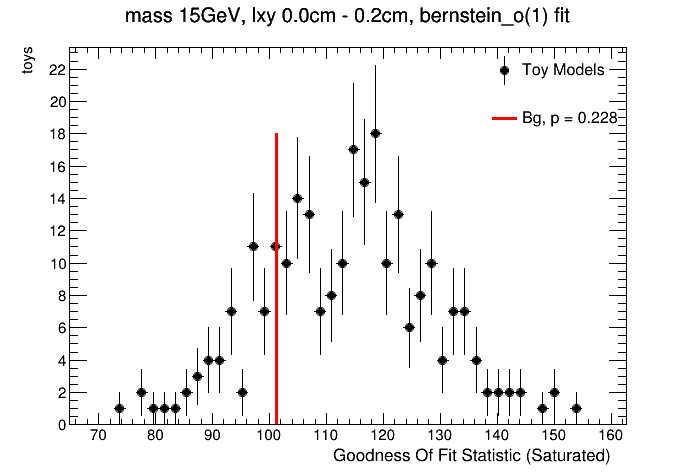 mass 15GeV, lxy 0.0cm - 0.2cm, bernstein_o(1) fit
toys
Toy Models
Bg, p = 0.228
22
20
18
16
14
12
10
8
6
4
2
0
70 80 90 100 110 120 130 140 150 160
Goodness Of Fit Statistic (Saturated)